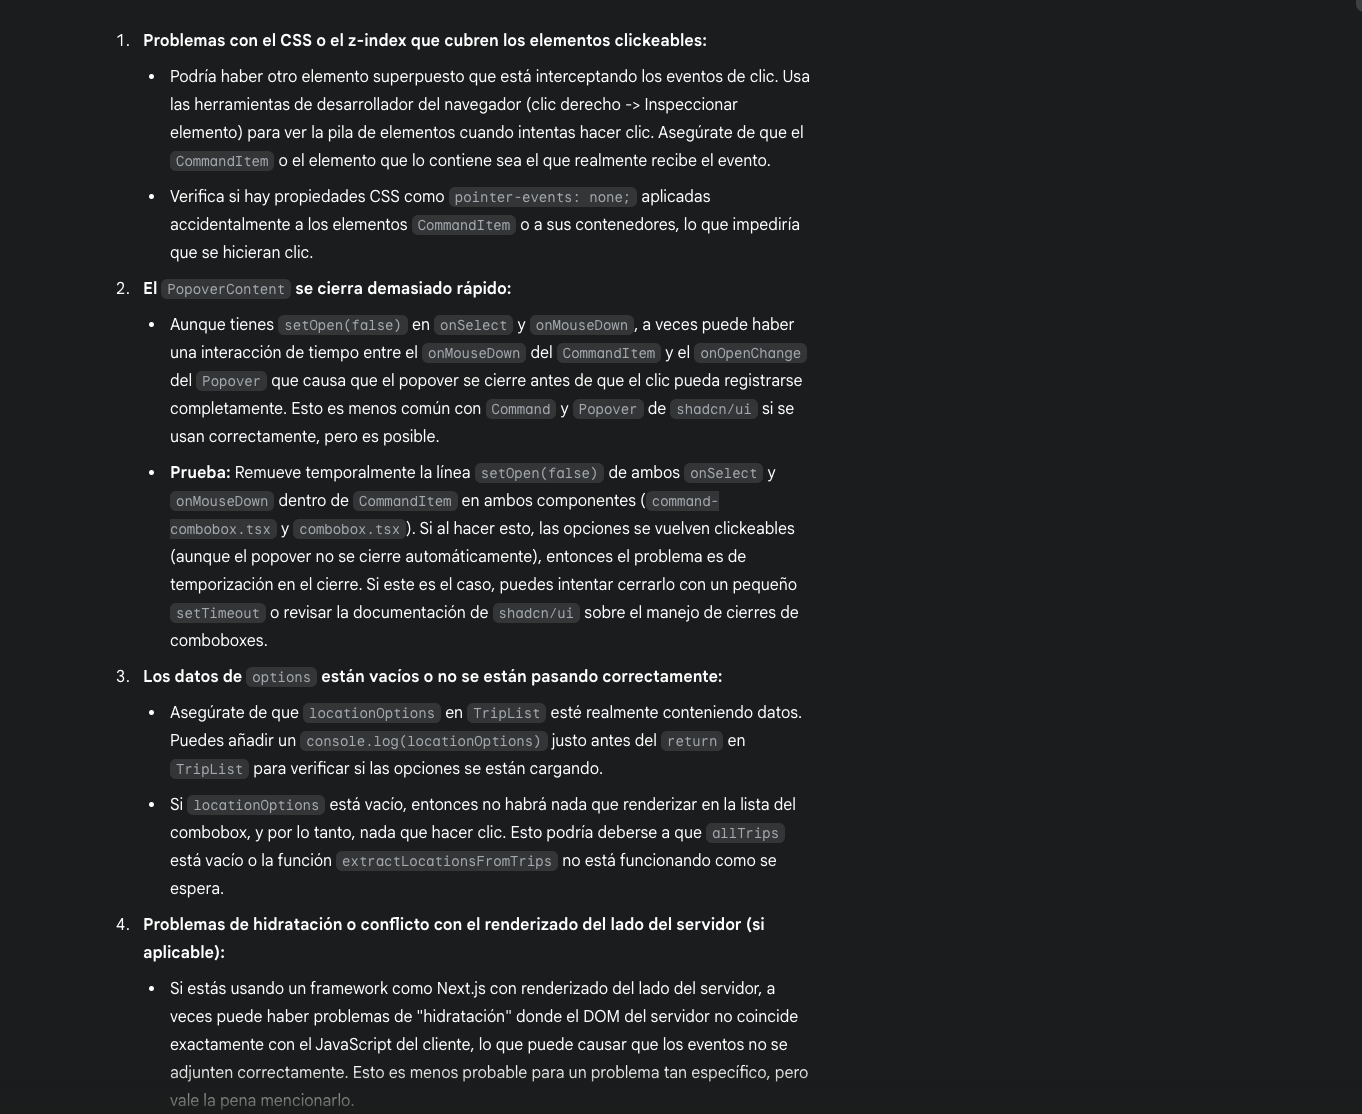 1. Problemas con el CSS o el z-index que cubren los elementos clickeables:
• Podría haber otro elemento superpuesto que está interceptando los eventos de clic. Usa
las herramientas de desarrollador del navegador (clic derecho -> Inspeccionar
elemento) para ver la pila de elementos cuando intentas hacer clic. Asegúrate de que el
CommandItem o el elemento que lo contiene sea el que realmente recibe el evento.
• Verifica si hay propiedades CSS como pointer-events: none; aplicadas
accidentalmente a los elementos CommandItem o a sus contenedores, lo que impediría
que se hicieran clic.
2. El PopoverContent se cierra demasiado rápido:
• Aunque tienes setOpen(false) en onSelect y onMouseDown, a veces puede haber
una interacción de tiempo entre el onMouseDown del CommandItem y el onOpenChange
del Popover que causa que el popover se cierre antes de que el clic pueda registrarse
completamente. Esto es menos común con Command y Popover de shadcn/ui si se
usan correctamente, pero es posible.
• Prueba: Remueve temporalmente la línea setOpen(false) de ambos onSelect y
onMouseDown dentro de CommandItem en ambos componentes (command-
combobox.tsx y combobox.tsx). Si al hacer esto, las opciones se vuelven clickeables
(aunque el popover no se cierre automáticamente), entonces el problema es de
temporización en el cierre. Si este es el caso, puedes intentar cerrarlo con un pequeño
setTimeout o revisar la documentación de shadcn/ui sobre el manejo de cierres de
comboboxes.
3. Los datos de options están vacíos o no se están pasando correctamente:
• Asegúrate de que locationOptions en TripList esté realmente conteniendo datos.
Puedes añadir un console.log(locationOptions) justo antes del return en
TripList para verificar si las opciones se están cargando.
• Si locationOptions está vacío, entonces no habrá nada que renderizar en la lista del
combobox, y por lo tanto, nada que hacer clic. Esto podría deberse a que allTrips
está vacío o la función extractLocationsFromTrips no está funcionando como se
espera.
4. Problemas de hidratación o conflicto con el renderizado del lado del servidor (si
aplicable):
• Si estás usando un framework como Next.js con renderizado del lado del servidor, a
veces puede haber problemas de "hidratación" donde el DOM del servidor no coincide
exactamente con el JavaScript del cliente, lo que puede causar que los eventos no se
adjunten correctamente. Esto es menos probable para un problema tan específico, pero
vale la pena mencionarlo.